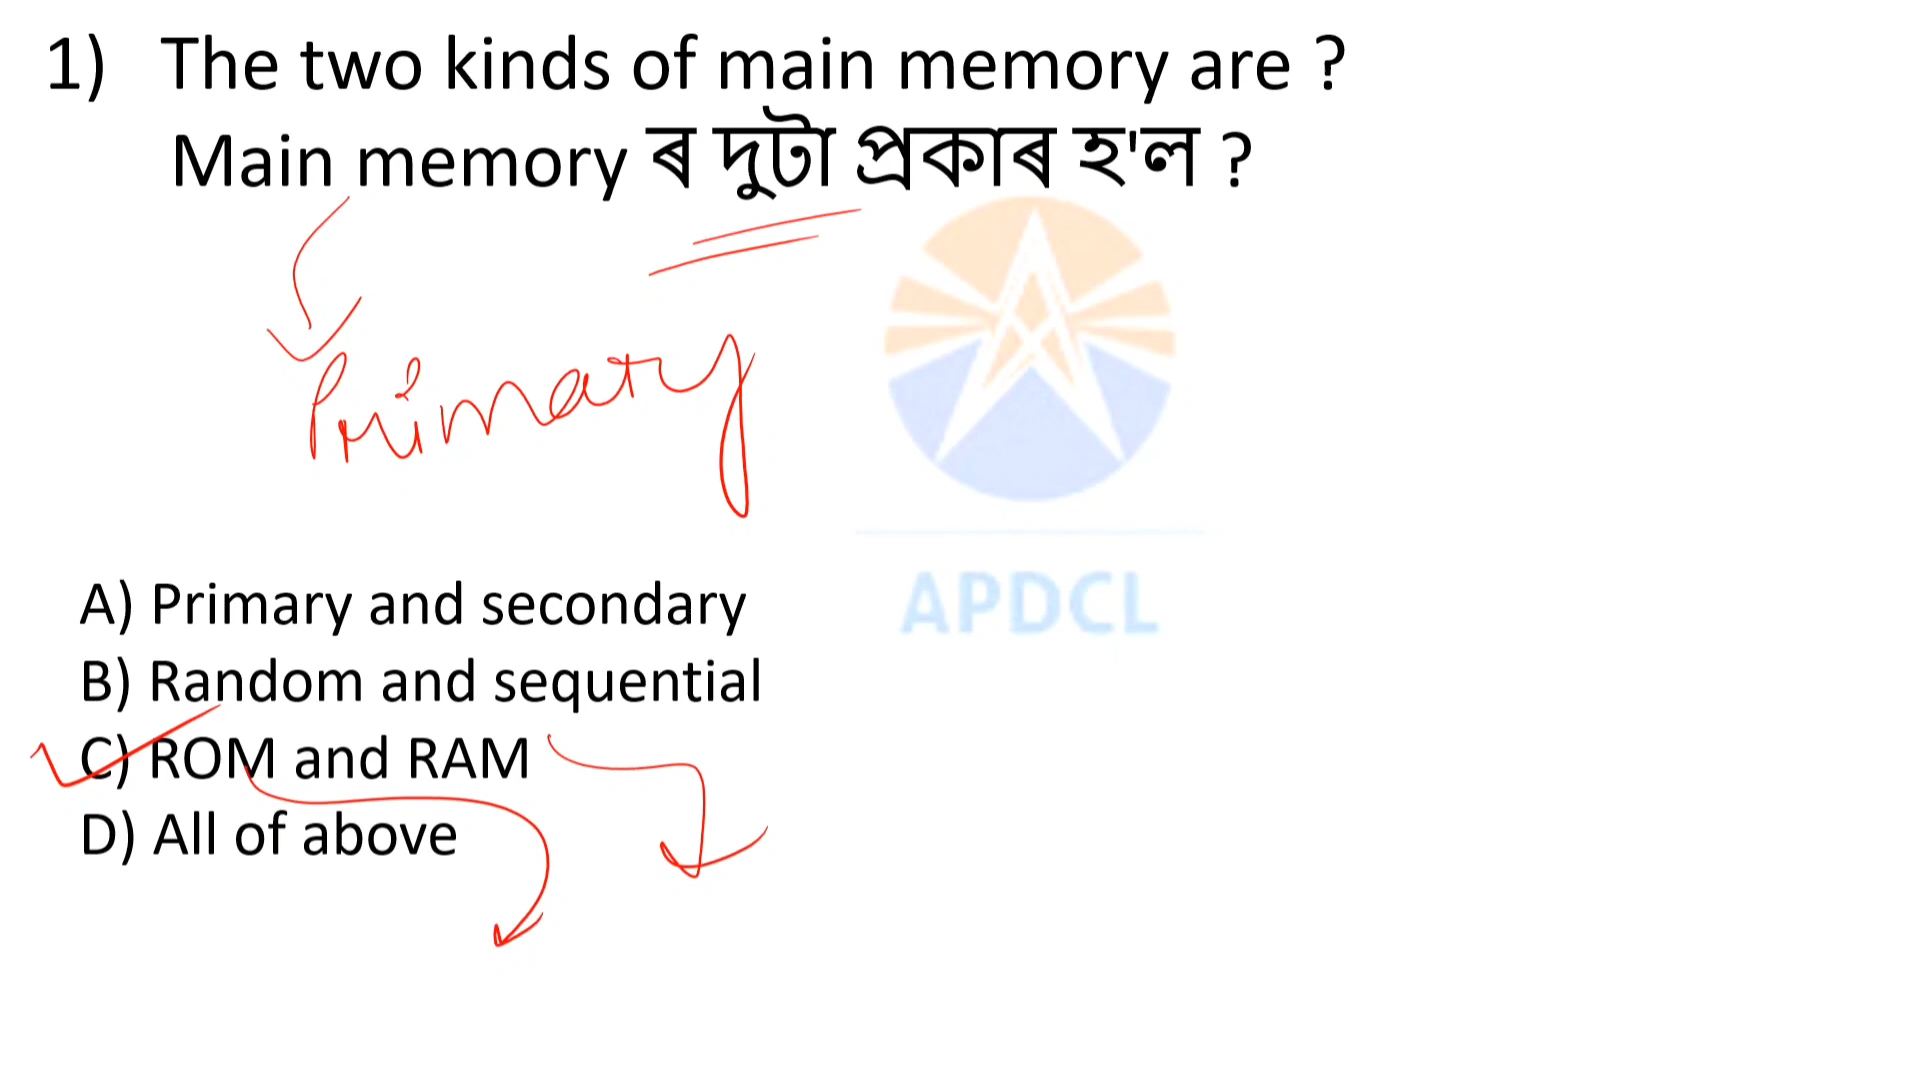 1) The two kinds of main memory are ?
Main memory ৰ দুটা প্ৰকাৰ হ'ল ?
Primary
A) Primary and secondary
B) Random and sequential
C) ROM and RAM
D) All of above
APDCL